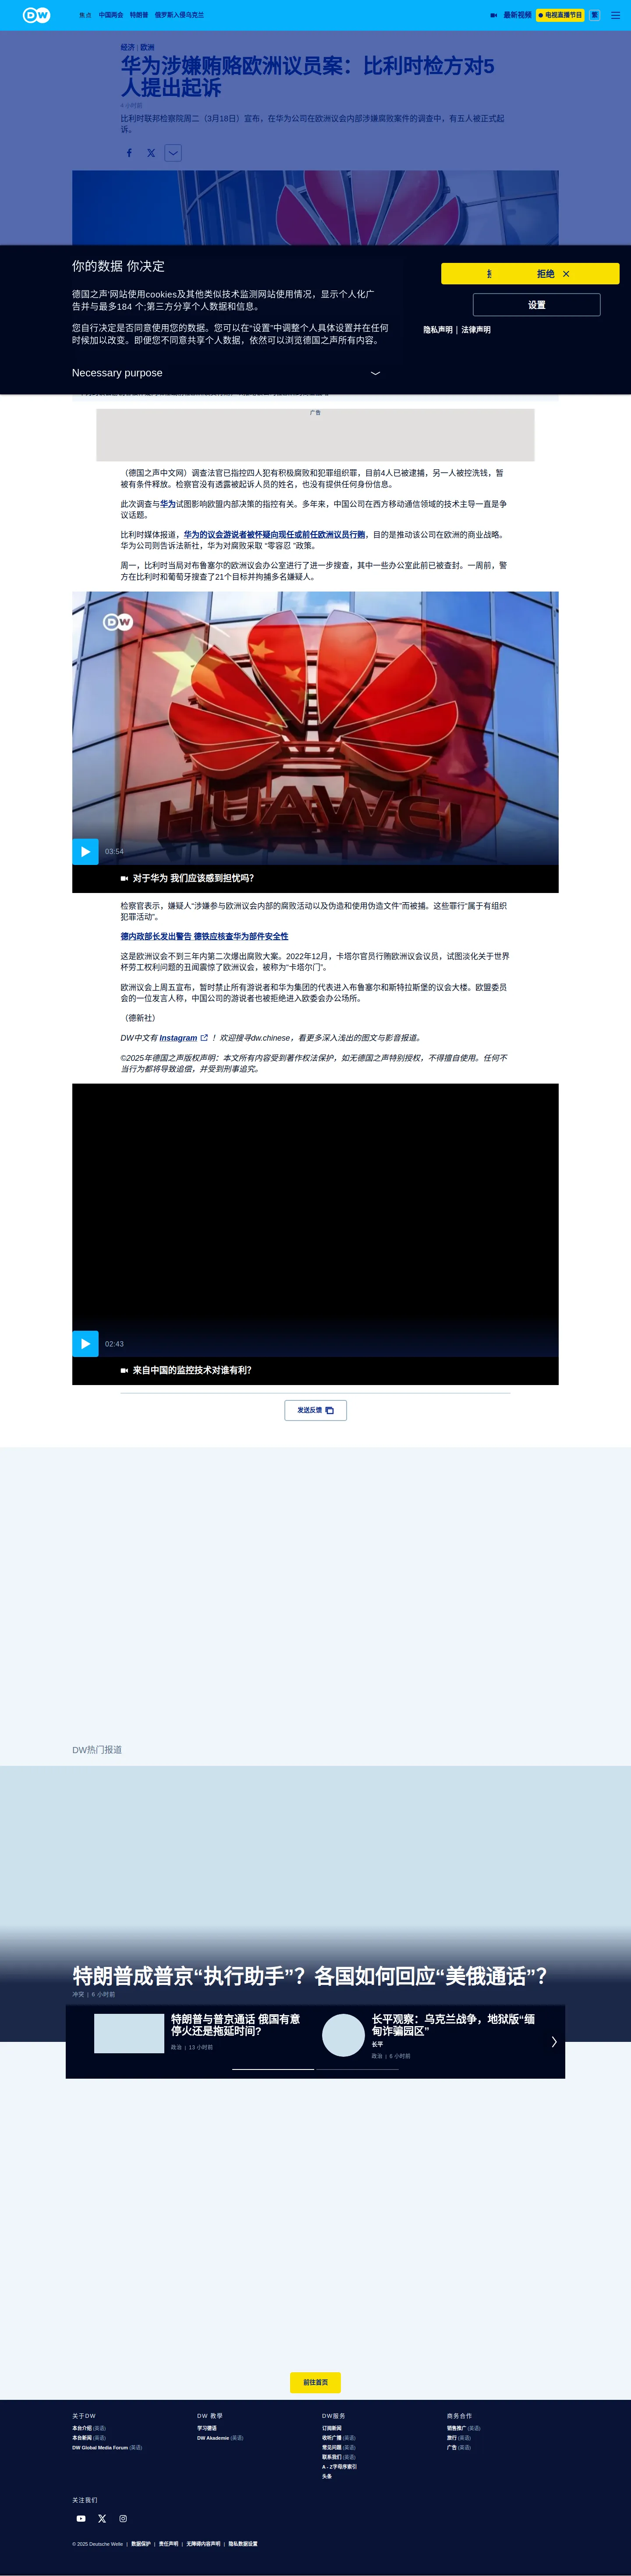 DW
焦点 中国两会 特朗普 俄罗斯入侵乌克兰
最新视频 电视直播节目 繁
经济 | 欧洲
华为涉嫌贿赂欧洲议员案：比利时检方对5
人提出起诉
4 小时前
比利时联邦检察院周二（3月18日）宣布，在华为公司在欧洲议会内部涉嫌腐败案件的调查中，有五人被正式起
诉。
你的数据 你决定
拒绝
德国之声'网站使用cookies及其他类似技术监测网站使用情况，显示个人化广
告并与最多184 个;第三方分享个人数据和信息。
设置
您自行决定是否同意使用您的数据。您可以在"设置"中调整个人具体设置并在任何
时候加以改变。即便您不同意共享个人数据，依然可以浏览德国之声所有内容。
隐私声明 | 法律声明
Necessary purpose
广告
（德国之声中文网）调查法官已指控四人犯有积极腐败和犯罪组织罪，目前4人已被逮捕，另一人被控洗钱，暂
被有条件释放。检察官没有透露被起诉人员的姓名，也没有提供任何身份信息。
此次调查与华为试图影响欧盟内部决策的指控有关。多年来，中国公司在西方移动通信领域的技术主导一直是争
议话题。
比利时媒体报道，华为的议会游说者被怀疑向现任或前任欧洲议员行贿，目的是推动该公司在欧洲的商业战略。
华为公司则告诉法新社，华为对腐败采取 "零容忍 "政策。
周一，比利时当局对布鲁塞尔的欧洲议会办公室进行了进一步搜查，其中一些办公室此前已被查封。一周前，警
方在比利时和葡萄牙搜查了21个目标并拘捕多名嫌疑人。
DW
HUAWEI
03:54
对于华为 我们应该感到担忧吗？
检察官表示，嫌疑人“涉嫌参与欧洲议会内部的腐败活动以及伪造和使用伪造文件”而被捕。这些罪行“属于有组织
犯罪活动”。
德内政部长发出警告 德铁应核查华为部件安全性
这是欧洲议会不到三年内第二次爆出腐败大案。2022年12月，卡塔尔官员行贿欧洲议会议员，试图淡化关于世界
杯劳工权利问题的丑闻震惊了欧洲议会，被称为“卡塔尔门”。
欧洲议会上周五宣布，暂时禁止所有游说者和华为集团的代表进入布鲁塞尔和斯特拉斯堡的议会大楼。欧盟委员
会的一位发言人称，中国公司的游说者也被拒绝进入欧委会办公场所。
（德新社）
DW中文有 Instagram ！欢迎搜寻dw.chinese，看更多深入浅出的图文与影音报道。
©2025年德国之声版权声明：本文所有内容受到著作权法保护，如无德国之声特别授权，不得擅自使用。任何不
当行为都将导致追偿，并受到刑事追究。
02:43
来自中国的监控技术对谁有利？
发送反馈
DW热门报道
特朗普成普京“执行助手”？各国如何回应“美俄通话”？
冲突 | 6 小时前
特朗普与普京通话 俄国有意
停火还是拖延时间？
政治 | 13 小时前
长平观察：乌克兰战争，地狱版“缅
甸诈骗园区”
长平
政治 | 6 小时前
前往首页
关于DW
本台介绍 (英语)
本台新闻 (英语)
DW Global Media Forum (英语)
DW 教学
学习德语
DW Akademie (英语)
DW服务
订阅新闻
收听广播 (英语)
常见问题 (英语)
联系我们 (英语)
A - Z字母序索引
头条
商务合作
销售推广 (英语)
旅行 (英语)
广告 (英语)
关注我们
© 2025 Deutsche Welle | 数据保护 | 责任声明 | 无障碍内容声明 | 隐私数据设置